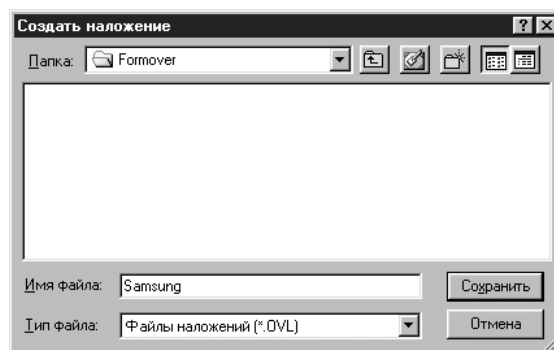 Создать наложение
Папка: Formover
Имя файла: Samsung Сохранить
Тип файла: Файлы наложений (*.OVL) Отмена